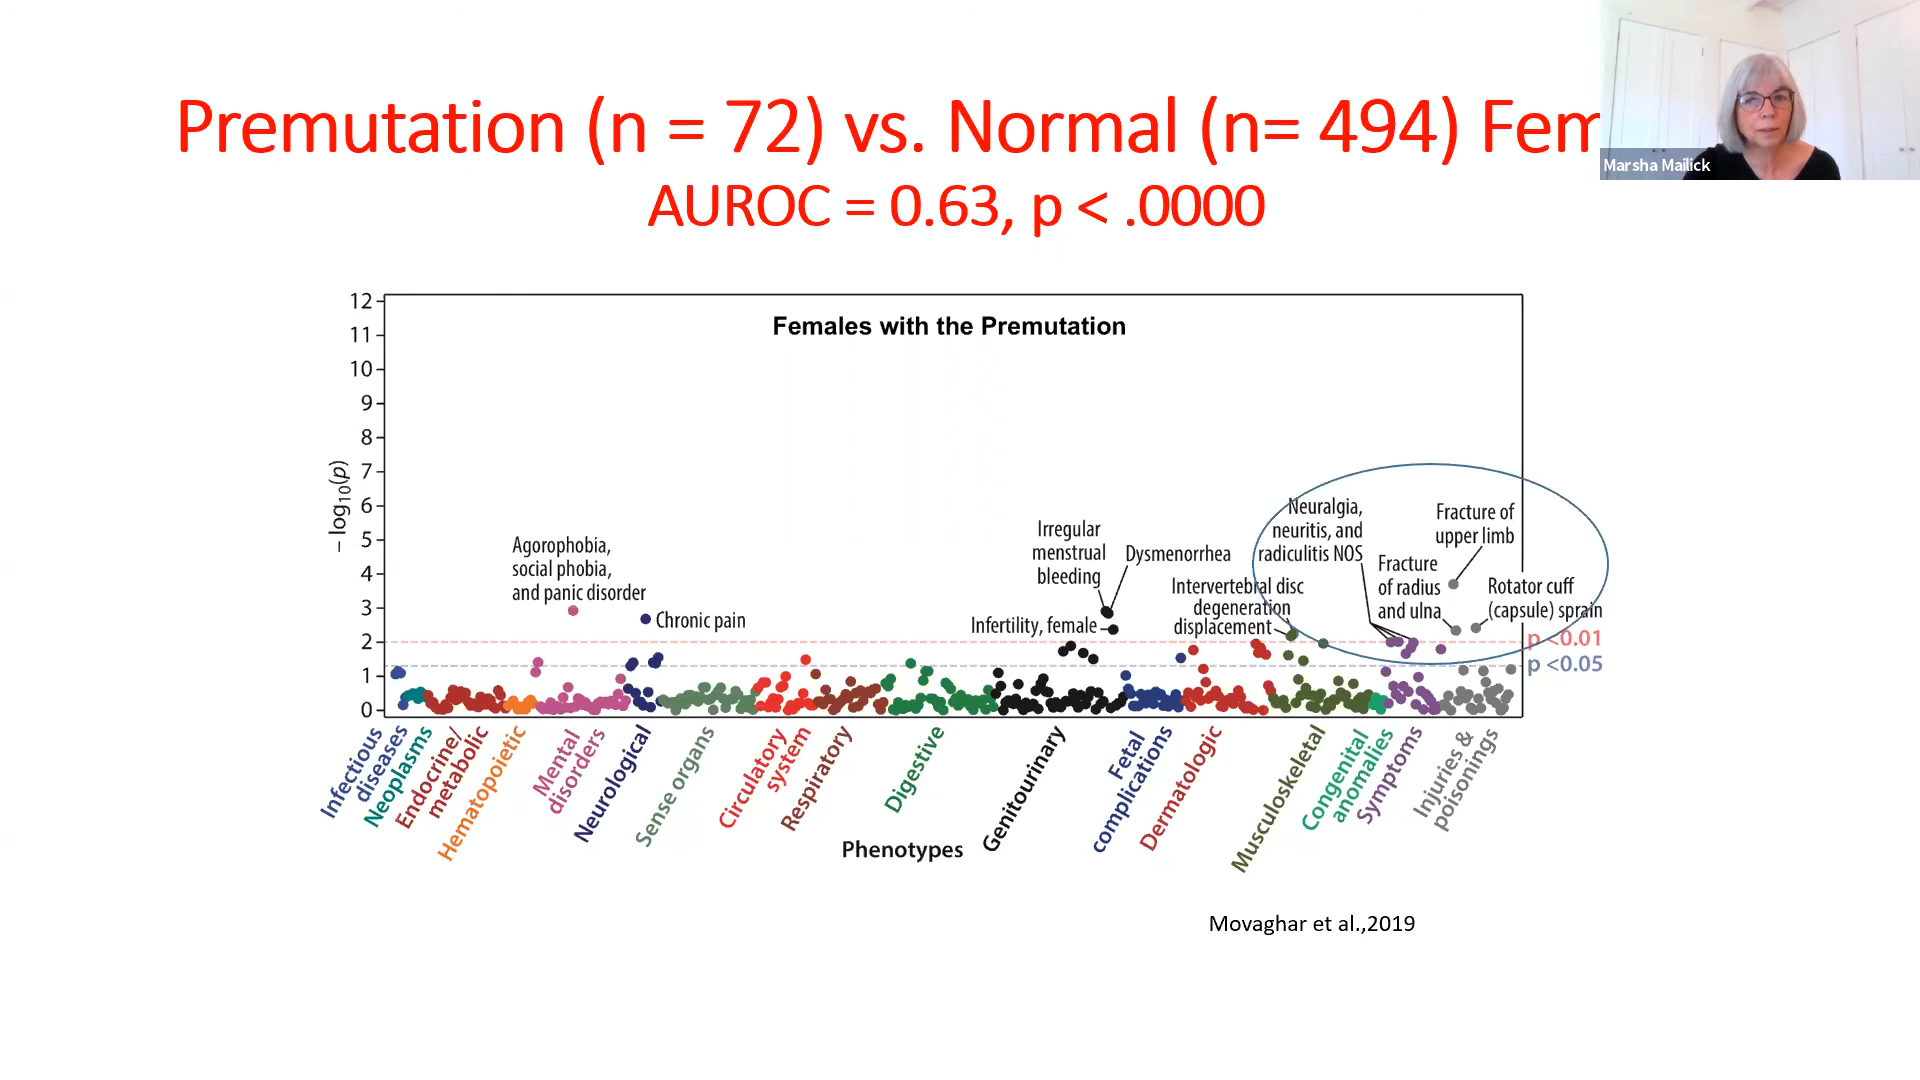 Premutation (n = 72) vs. Normal (n= 494) Fem
AUROC = 0.63, p < .0000
Marsha Mailick
Females with the Premutation
12
11
10
9
8
7
6
5
4
3
2
1
0
– log10(p)
Agorophobia,
social phobia,
and panic disorder
Chronic pain
Irregular
menstrual
bleeding
Dysmenorrhea
Infertility, female
Intervertebral disc
degeneration
displacement
Neuralgia,
neuritis, and
radiculitis NOS
Fracture
of radius
and ulna
Fracture of
upper limb
Rotator cuff
(capsule) sprain
p <0.01
p <0.05
Infectious
diseases
Neoplasms
Endocrine/
metabolic
Hematopoietic
Mental
disorders
Neurological
Sense organs
Circulatory
system
Respiratory
Digestive
Genitourinary
Fetal
complications
Dermatologic
Musculoskeletal
Congenital
anomalies
Symptoms
Injuries &
poisonings
Phenotypes
Movaghar et al.,2019